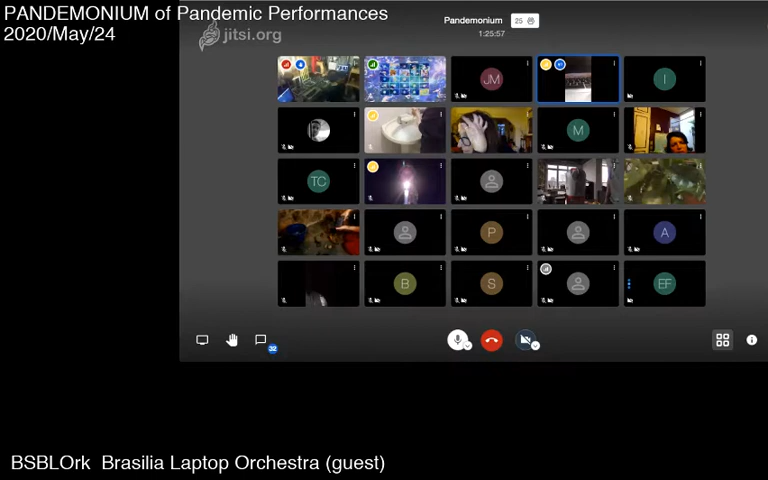 PANDEMONIUM of Pandemic Performances
2020/May/24
Pandemonium 25
jitsi.org
1:25:57
JM
I
M
TC
P
A
B
S
EF
32
BSBLOrk Brasilia Laptop Orchestra (guest)